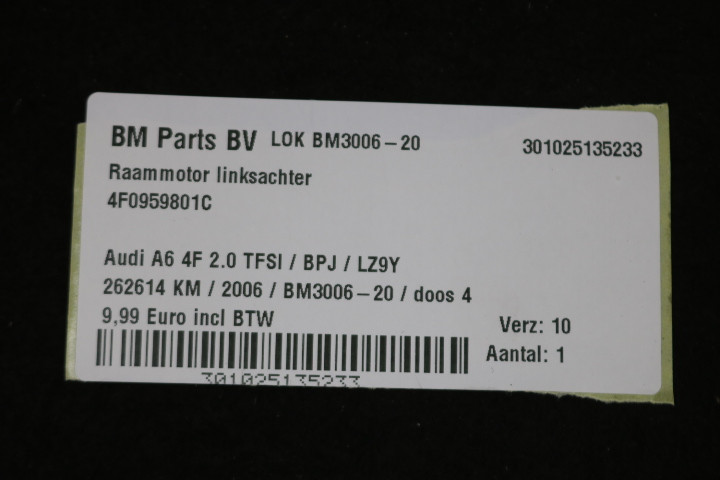 BM Parts BV LOK BM3006-20 301025135233
Raammotor linksachter
4F0959801C
Audi A6 4F 2.0 TFSI / BPJ / LZ9Y
262614 KM / 2006 / BM3006-20 / doos 4
9,99 Euro incl BTW Verz: 10
Aantal: 1
301025135233